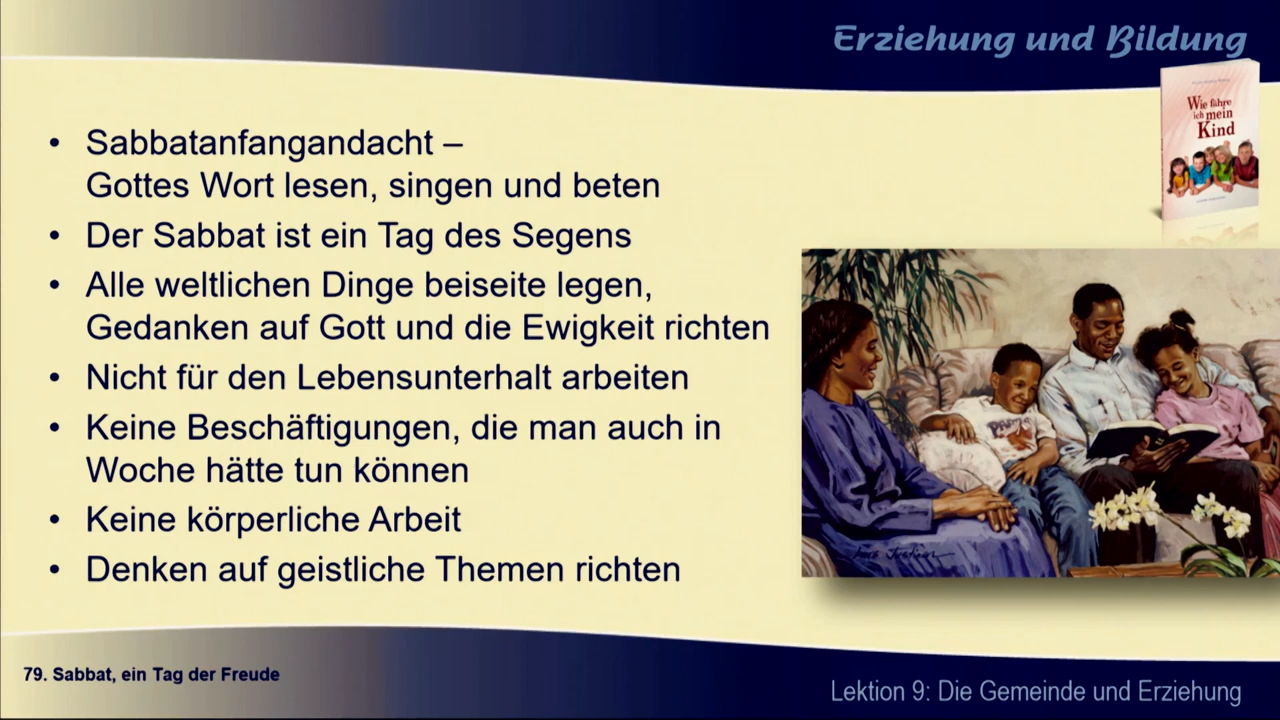 Erziehung und Bildung
Wie führe
ich mein
Kind
• Sabbatanfangandacht –
Gottes Wort lesen, singen und beten
• Der Sabbat ist ein Tag des Segens
• Alle weltlichen Dinge beiseite legen,
Gedanken auf Gott und die Ewigkeit richten
• Nicht für den Lebensunterhalt arbeiten
• Keine Beschäftigungen, die man auch in
Woche hätte tun können
• Keine körperliche Arbeit
• Denken auf geistliche Themen richten
79. Sabbat, ein Tag der Freude
Lektion 9: Die Gemeinde und Erziehung